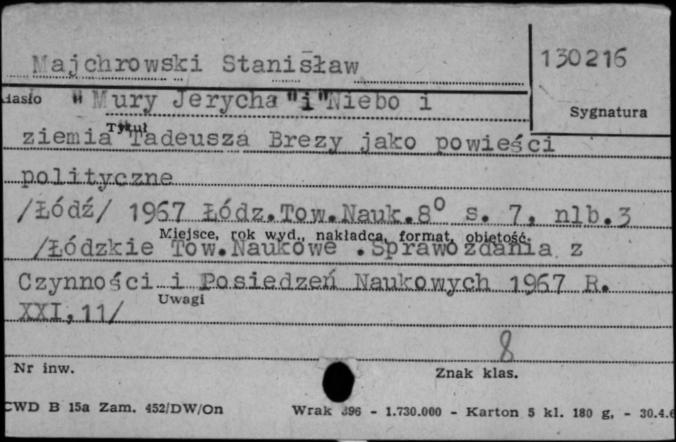 Majchrowski Stanisław
130216
Hasło
Sygnatura
"Mury Jerycha "i" Niebo i
Tytuł
ziemia" Tadeusza Brezy jako powieści
polityczne
/Łódź/ 1967 Łódz.Tow.Nauk.8° s. 7, nlb.3
Miejsce, rok wyd., nakładca, format, objętość.
/Łódzkie Tow.Naukowe .Sprawozdania z
Czynności i Posiedzeń Naukowych 1967 R.
Uwagi
XXI,11/
8
Nr inw.
Znak klas.
CWD B 15a Zam. 452/DW/On
Wrak 396 - 1.730.000 - Karton 5 kl. 180 g, - 30.4.6